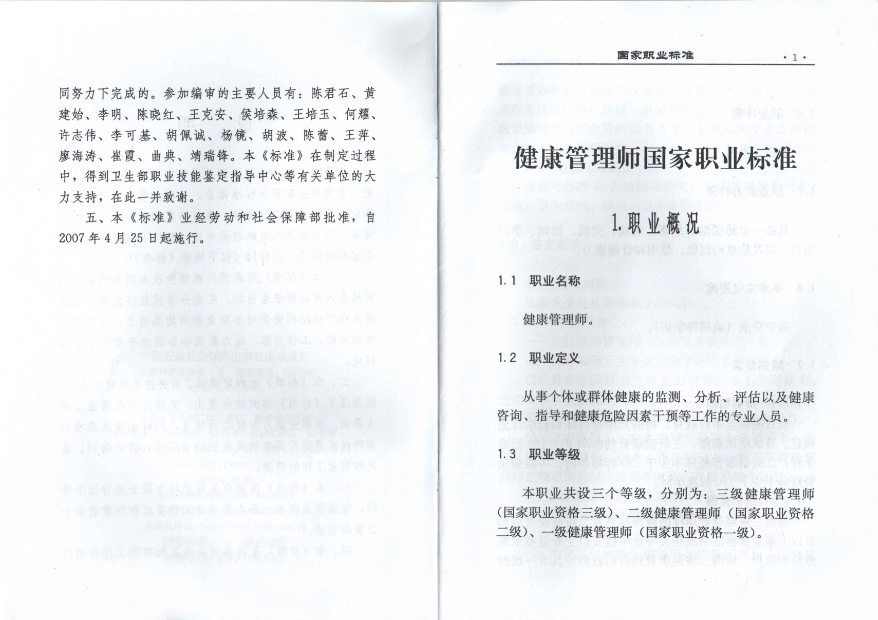 同努力下完成的。参加编审的主要人员有：陈君石、黄
建始、李明、陈晓红、王克安、侯培森、王培玉、何耀、
许志伟、李可基、胡佩诚、杨镜、胡波、陈蕾、王萍、
廖海涛、崔霞、曲典、靖瑞锋。本《标准》在制定过程
中，得到卫生部职业技能鉴定指导中心等有关单位的大
力支持，在此一并致谢。
五、本《标准》业经劳动和社会保障部批准，自
2007 年 4 月 25 日起施行。
国家职业标准 ·1·
健康管理师国家职业标准
1.职业概况
1.1 职业名称
健康管理师。
1.2 职业定义
从事个体或群体健康的监测、分析、评估以及健康
咨询、指导和健康危险因素干预等工作的专业人员。
1.3 职业等级
本职业共设三个等级，分别为：三级健康管理师
（国家职业资格三级）、二级健康管理师（国家职业资格
二级）、一级健康管理师（国家职业资格一级）。